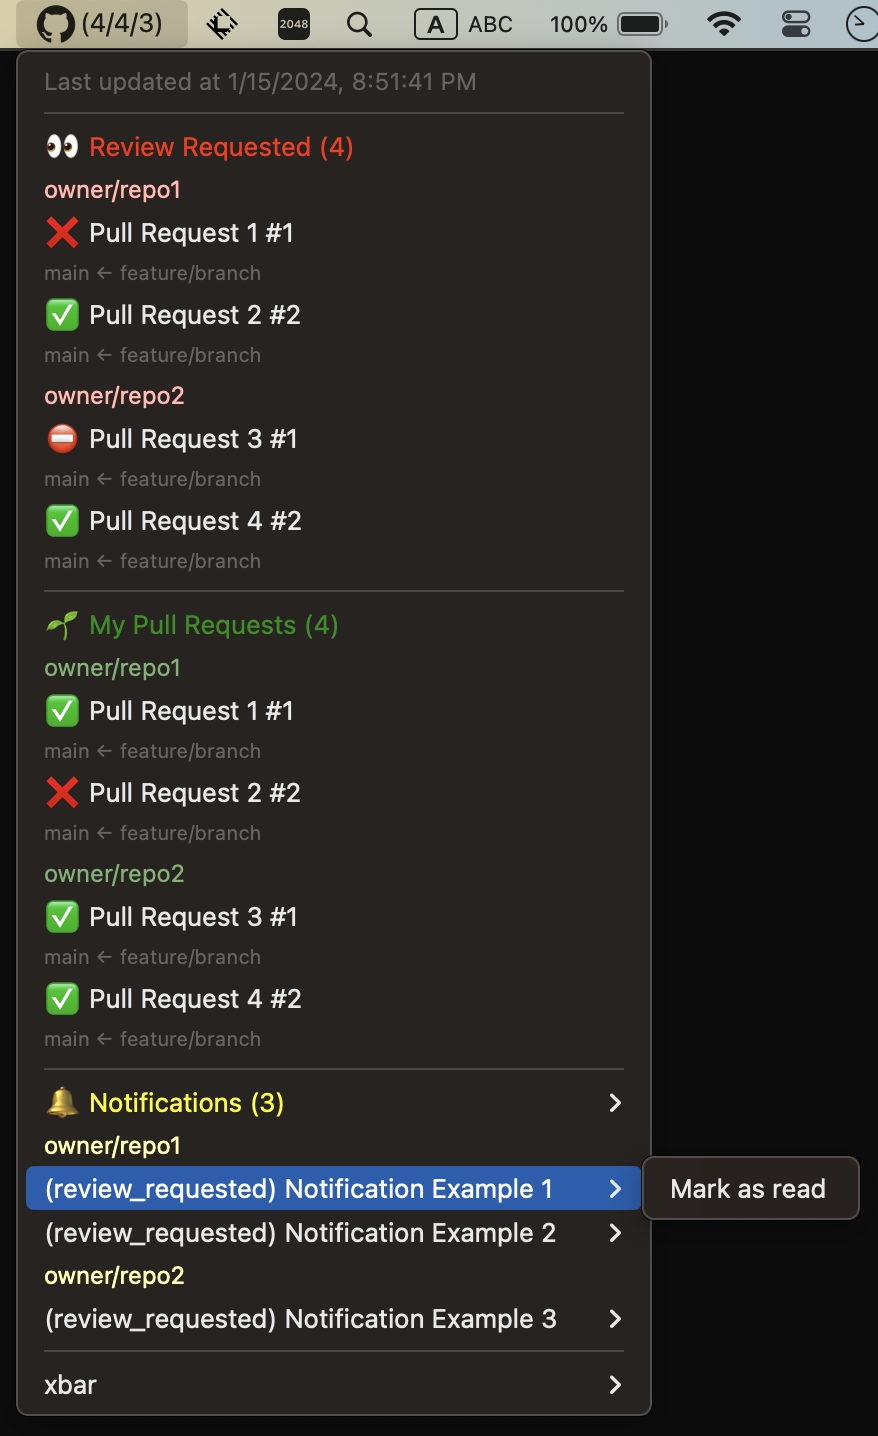 (4/4/3) 2048 A ABC 100%
Last updated at 1/15/2024, 8:51:41 PM
👀 Review Requested (4)
owner/repo1
❌ Pull Request 1 #1
main ← feature/branch
✅ Pull Request 2 #2
main ← feature/branch
owner/repo2
⛔ Pull Request 3 #1
main ← feature/branch
✅ Pull Request 4 #2
main ← feature/branch
🌱 My Pull Requests (4)
owner/repo1
✅ Pull Request 1 #1
main ← feature/branch
❌ Pull Request 2 #2
main ← feature/branch
owner/repo2
✅ Pull Request 3 #1
main ← feature/branch
✅ Pull Request 4 #2
main ← feature/branch
🔔 Notifications (3)
owner/repo1
(review_requested) Notification Example 1
Mark as read
(review_requested) Notification Example 2
owner/repo2
(review_requested) Notification Example 3
xbar